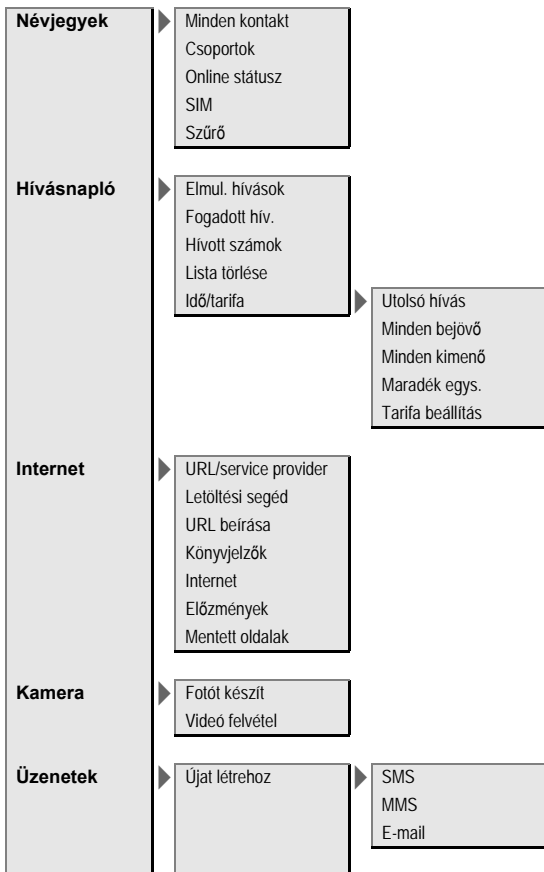 Névjegyek
Minden kontakt
Csoportok
Online státusz
SIM
Szűrő
Hívásnapló
Elmul. hívások
Fogadott hív.
Hívott számok
Lista törlése
Idő/tarifa
Utolsó hívás
Minden bejövő
Minden kimenő
Maradék egys.
Tarifa beállítás
Internet
URL/service provider
Letöltési segéd
URL beírása
Könyvjelzők
Internet
Előzmények
Mentett oldalak
Kamera
Fotót készít
Videó felvétel
Üzenetek
Újat létrehoz
SMS
MMS
E-mail